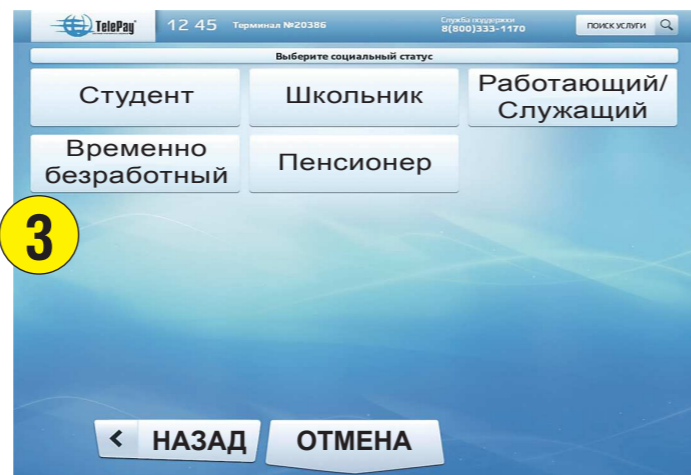 TelePay
12 45
Терминал №20386
Служба поддержки
8(800)333-1170
ПОИСК УСЛУГИ
Выберите социальный статус
Студент
Школьник
Работающий/
Служащий
Временно
безработный
Пенсионер
3
< НАЗАД
ОТМЕНА